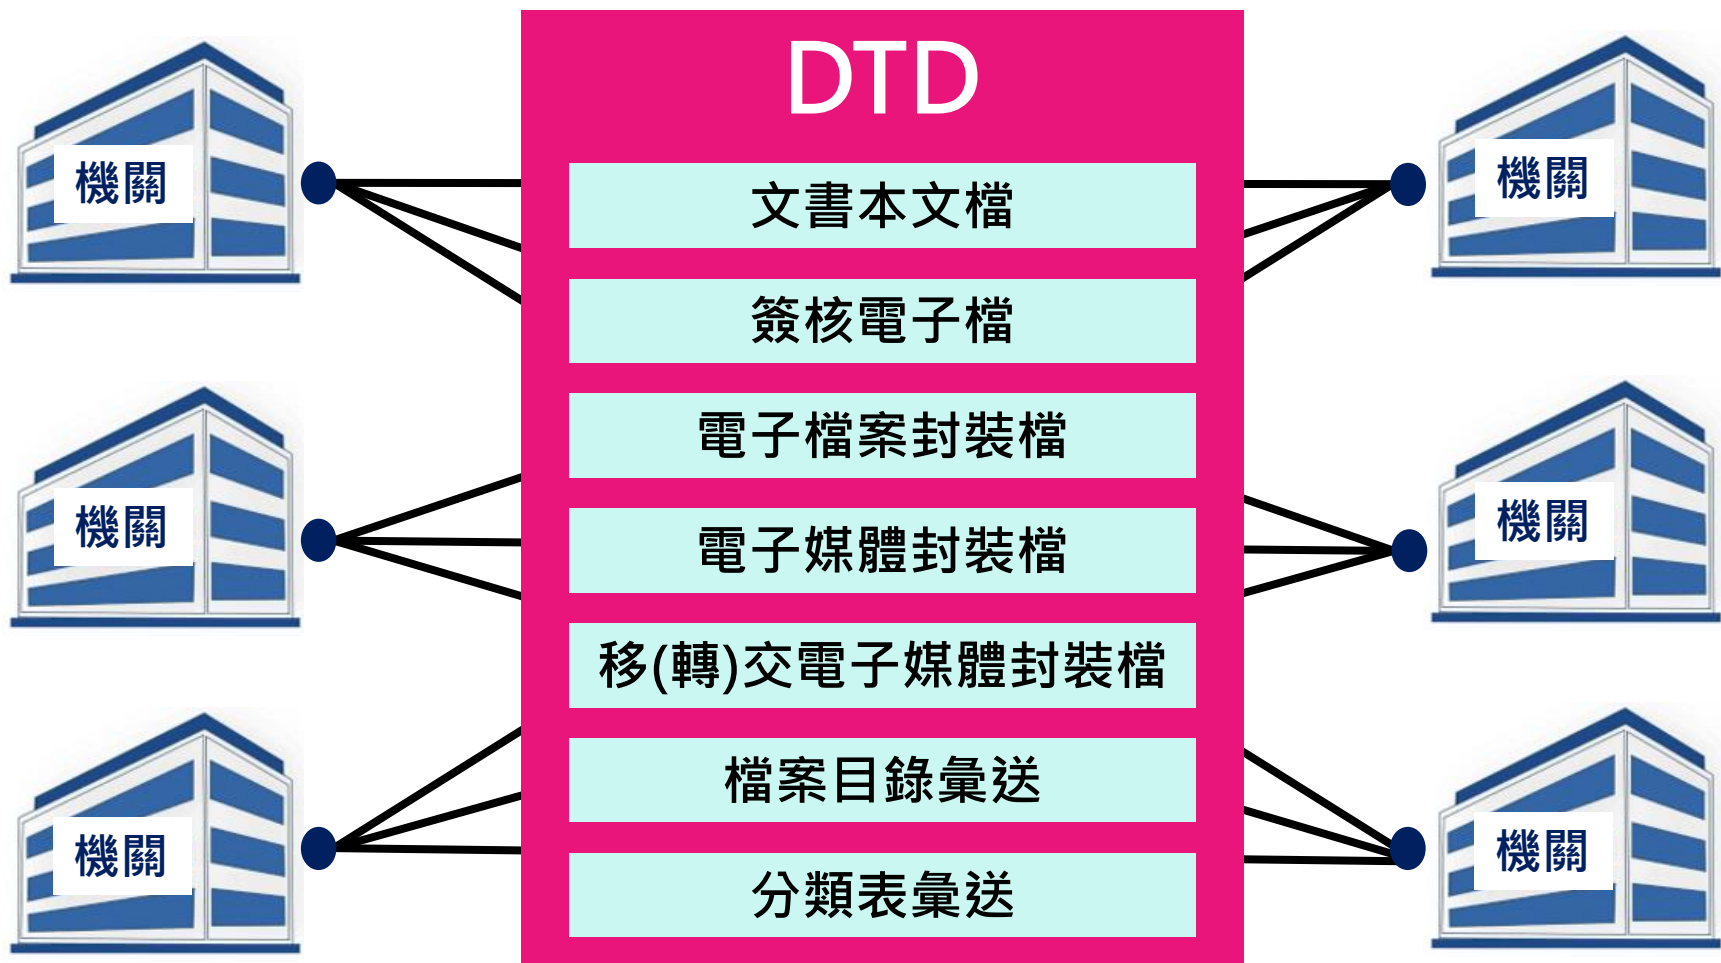 DTD
機關
機關
文書本文檔
簽核電子檔
電子檔案封裝檔
機關
機關
電子媒體封裝檔
移(轉)交電子媒體封裝檔
檔案目錄彙送
機關
機關
分類表彙送